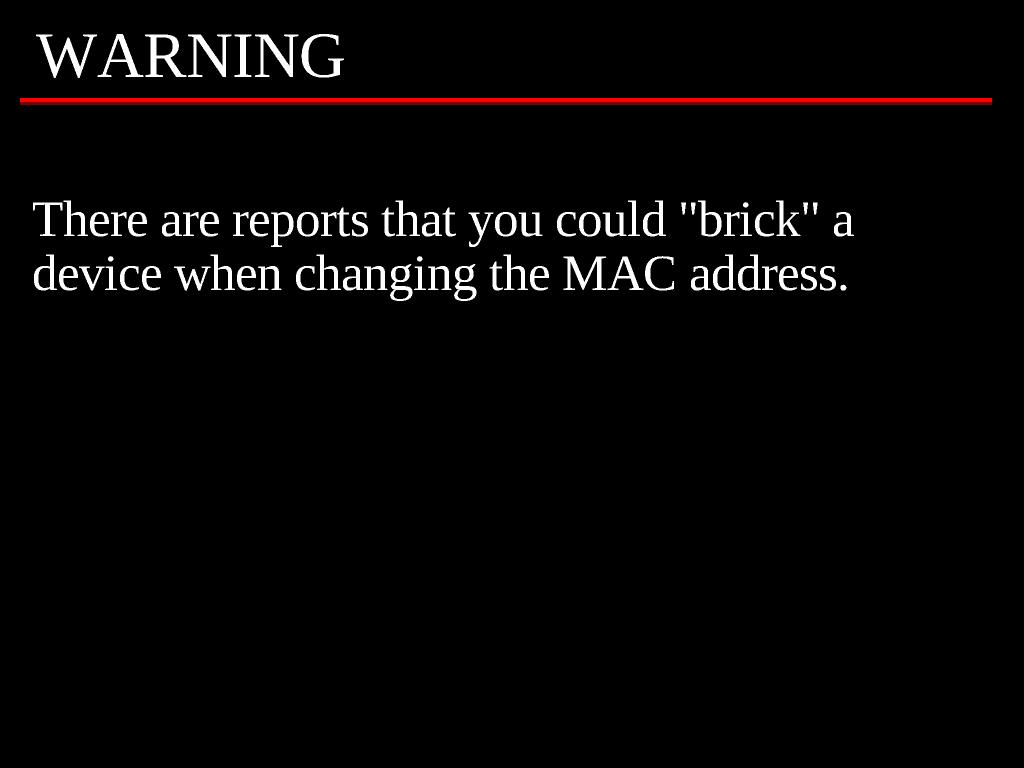 WARNING
There are reports that you could "brick" a
device when changing the MAC address.